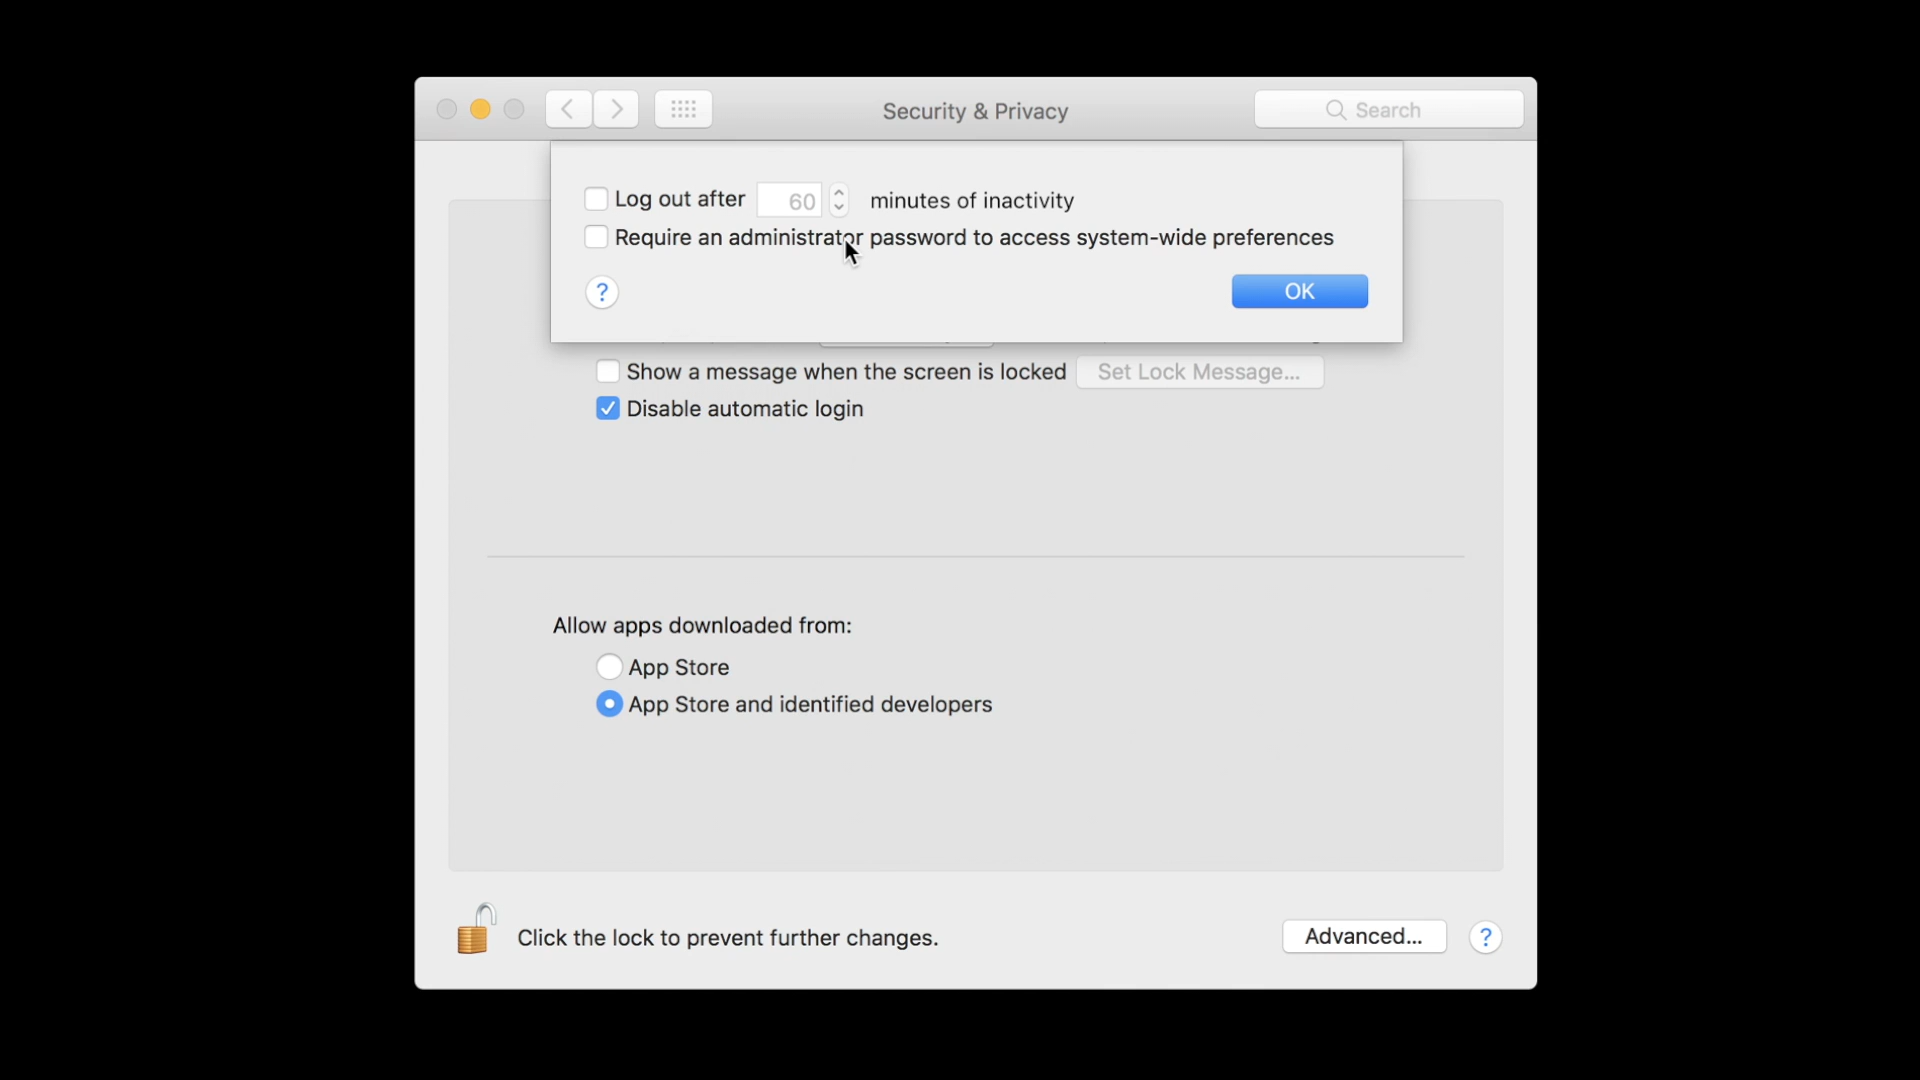 Security & Privacy
Search
Log out after 60 minutes of inactivity
Require an administrator password to access system-wide preferences
? OK
Show a message when the screen is locked Set Lock Message...
Disable automatic login
Allow apps downloaded from:
App Store
App Store and identified developers
Click the lock to prevent further changes. Advanced... ?